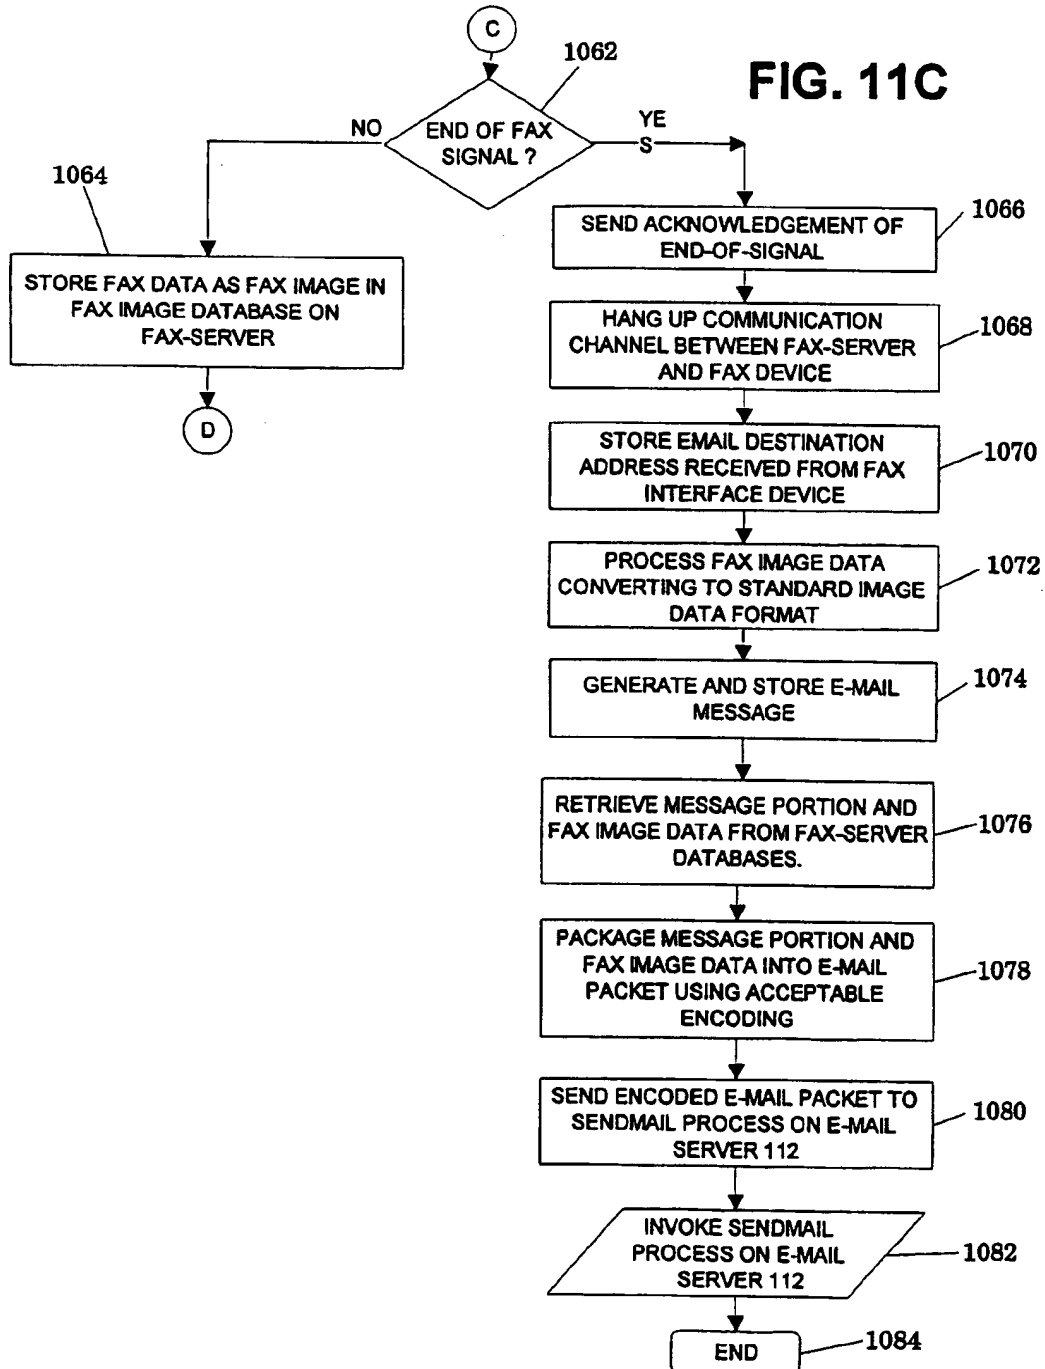 C
1062
FIG. 11C
NO
END OF FAX
SIGNAL ?
YE
S
1064
STORE FAX DATA AS FAX IMAGE IN
FAX IMAGE DATABASE ON
FAX-SERVER
D
SEND ACKNOWLEDGEMENT OF
END-OF-SIGNAL
1066
HANG UP COMMUNICATION
CHANNEL BETWEEN FAX-SERVER
AND FAX DEVICE
1068
STORE EMAIL DESTINATION
ADDRESS RECEIVED FROM FAX
INTERFACE DEVICE
1070
PROCESS FAX IMAGE DATA
CONVERTING TO STANDARD IMAGE
DATA FORMAT
1072
GENERATE AND STORE E-MAIL
MESSAGE
1074
RETRIEVE MESSAGE PORTION AND
FAX IMAGE DATA FROM FAX-SERVER
DATABASES.
1076
PACKAGE MESSAGE PORTION AND
FAX IMAGE DATA INTO E-MAIL
PACKET USING ACCEPTABLE
ENCODING
1078
SEND ENCODED E-MAIL PACKET TO
SENDMAIL PROCESS ON E-MAIL
SERVER 112
1080
INVOKE SENDMAIL
PROCESS ON E-MAIL
SERVER 112
1082
END
1084